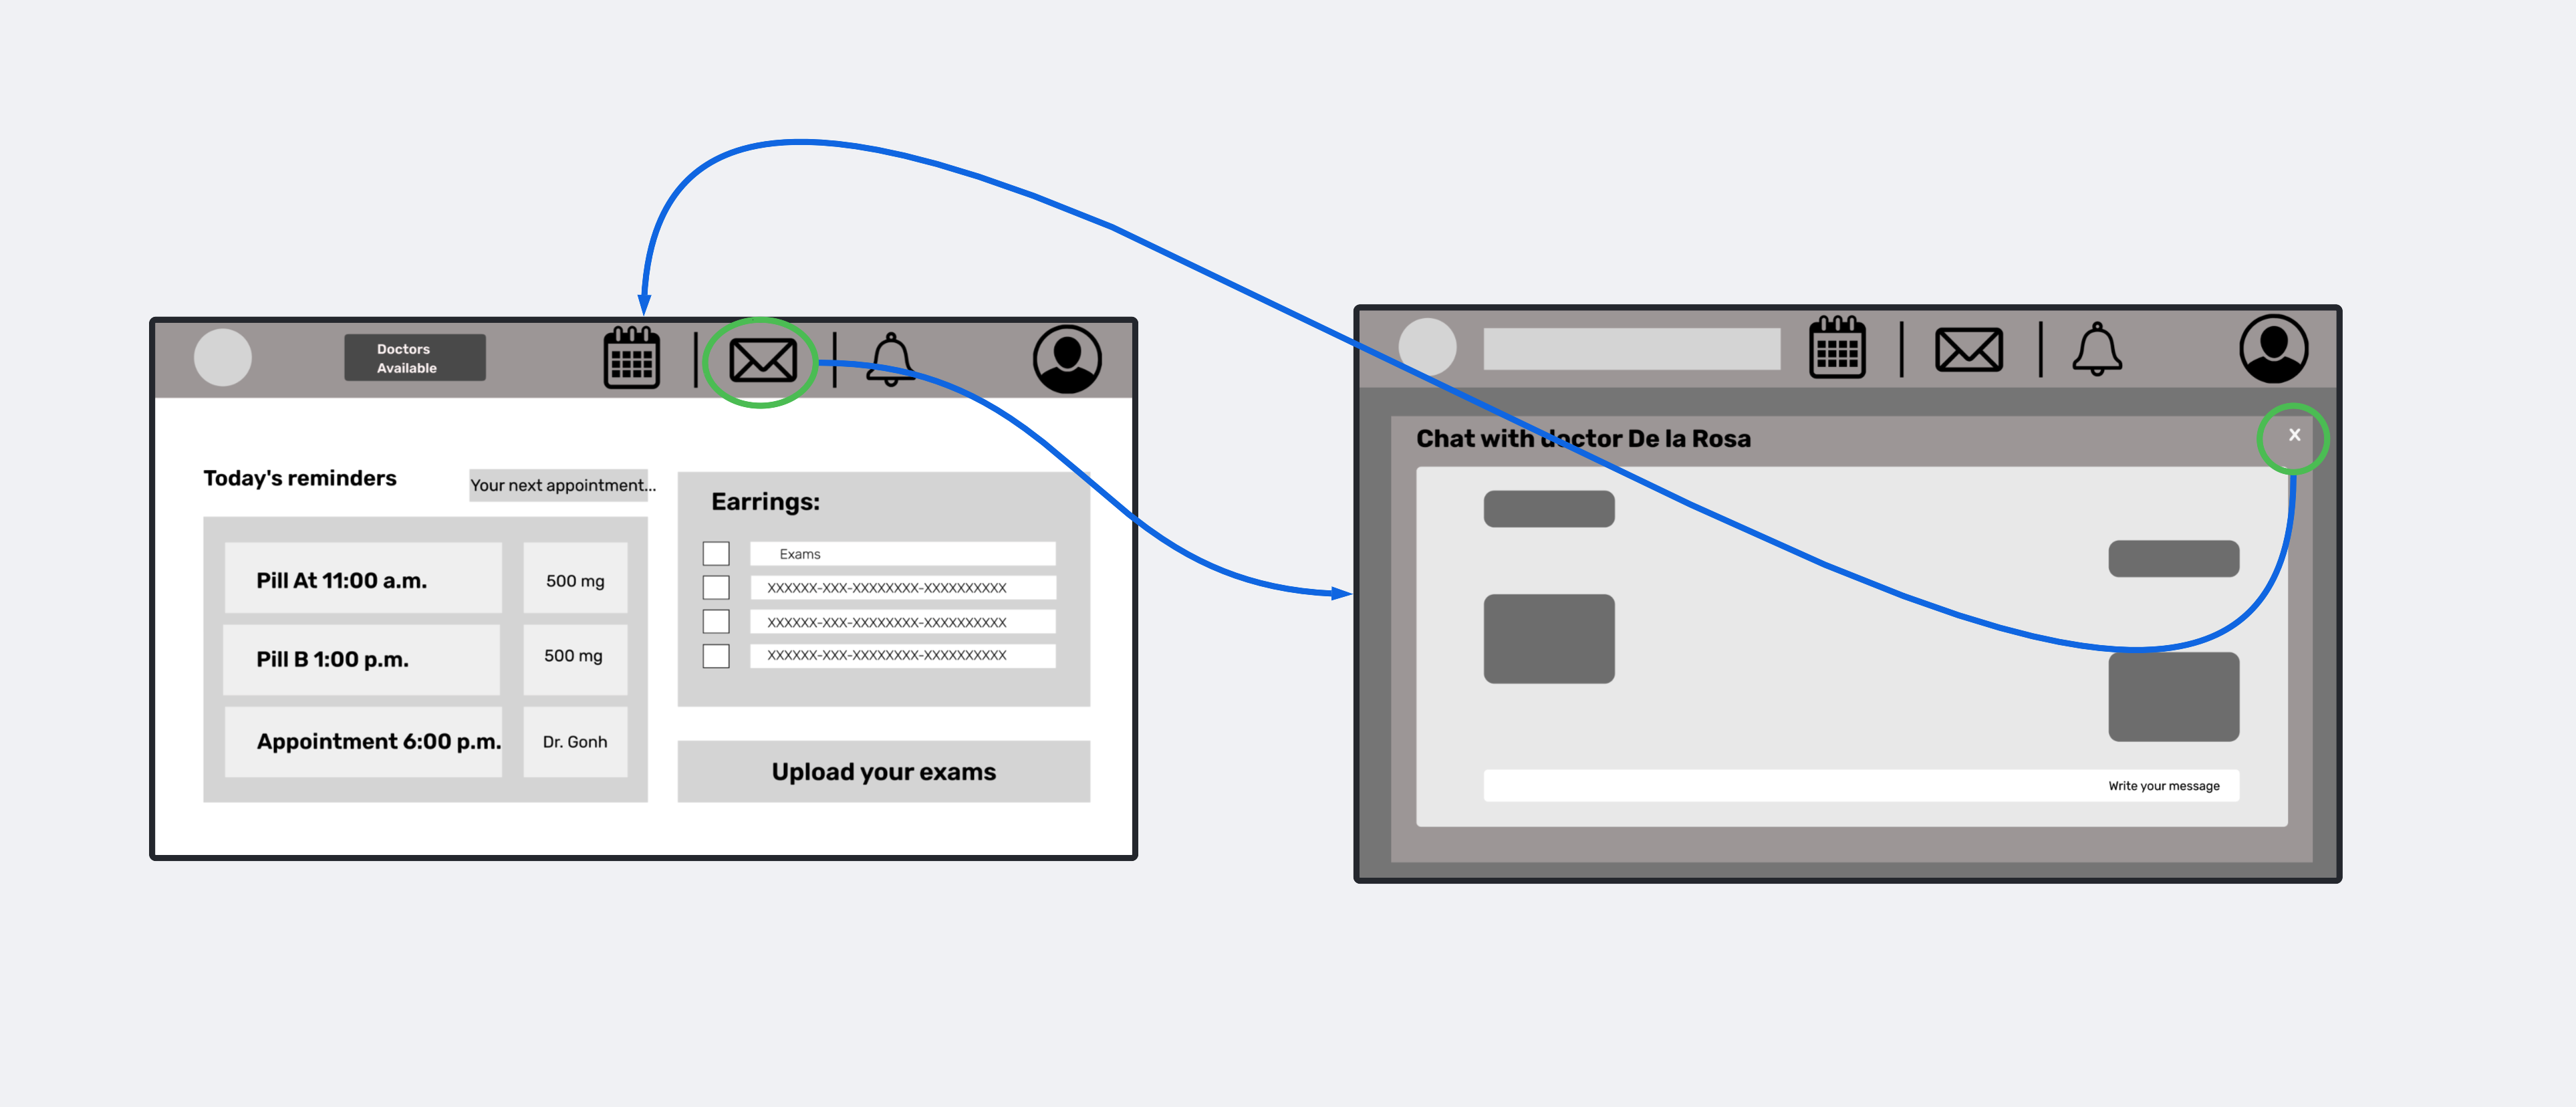 Doctors
Available
Today's reminders
Your next appointment...
Pill At 11:00 a.m.
500 mg
Pill B 1:00 p.m.
500 mg
Appointment 6:00 p.m.
Dr. Gonh
Earrings:
Exams
XXXXXX-XXX-XXXXXXXX-XXXXXXXXXX
XXXXXX-XXX-XXXXXXXX-XXXXXXXXXX
XXXXXX-XXX-XXXXXXXX-XXXXXXXXXX
Upload your exams
Chat with doctor De la Rosa
X
Write your message